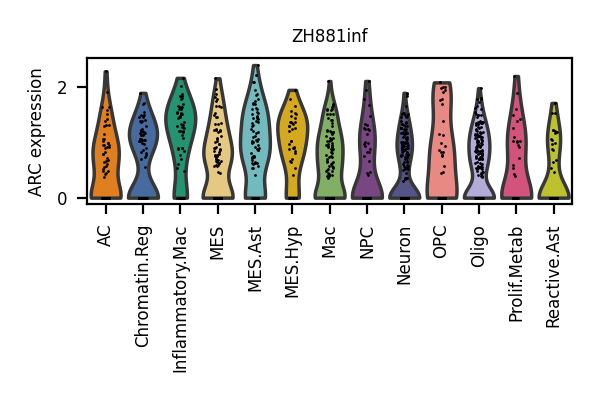 ZH881inf
ARC expression
2
0
AC
Chromatin.Reg
Inflammatory.Mac
MES
MES.Ast
MES.Hyp
Mac
NPC
Neuron
OPC
Oligo
Prolif.Metab
Reactive.Ast